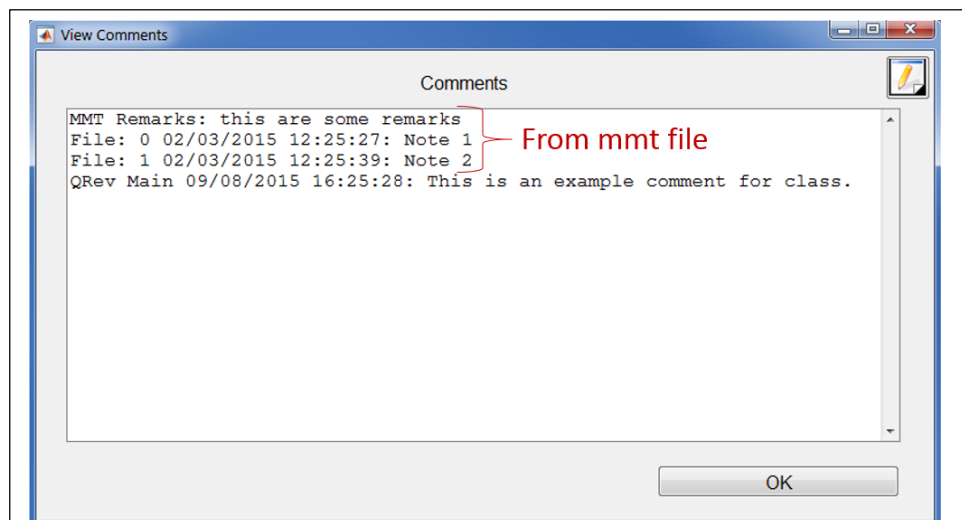 View Comments
Comments
MMT Remarks: this are some remarks
File: 0 02/03/2015 12:25:27: Note 1
File: 1 02/03/2015 12:25:39: Note 2
From mmt file
QRev Main 09/08/2015 16:25:28: This is an example comment for class.
OK